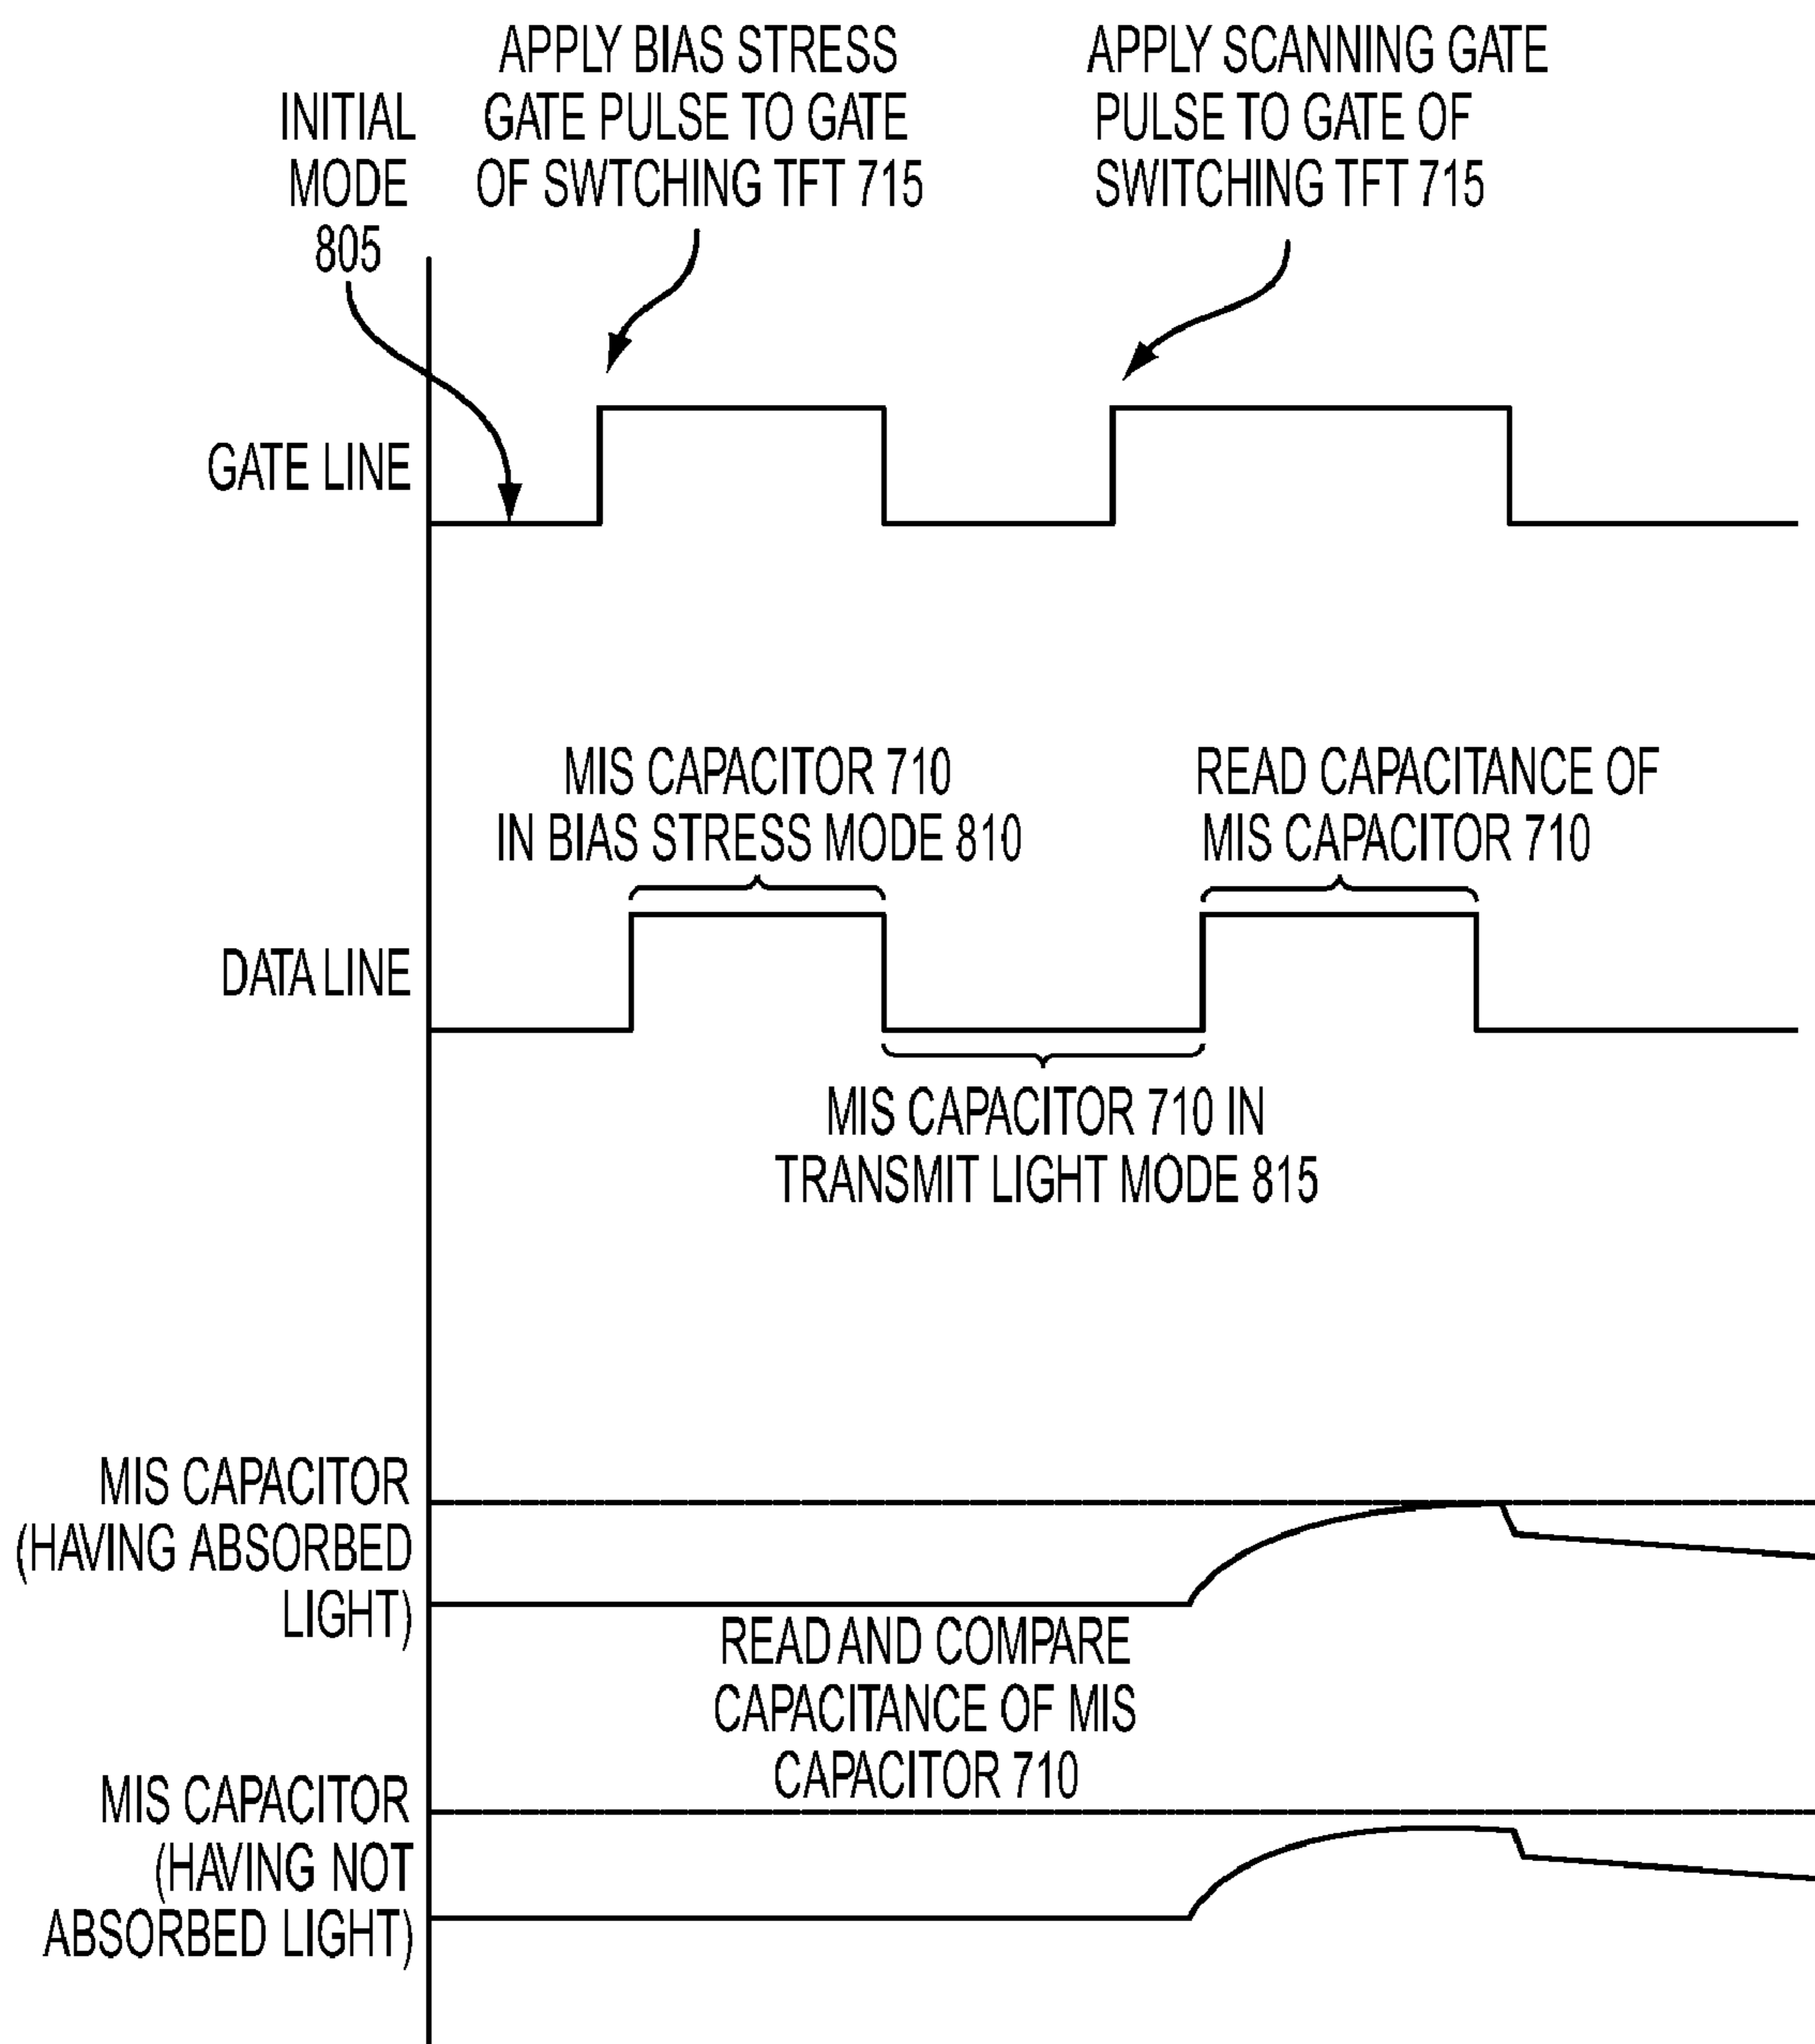 INITIAL
MODE
805
APPLY BIAS STRESS
GATE PULSE TO GATE
OF SWTCHING TFT 715
APPLY SCANNING GATE
PULSE TO GATE OF
SWITCHING TFT 715
GATE LINE
MIS CAPACITOR 710
IN BIAS STRESS MODE 810
READ CAPACITANCE OF
MIS CAPACITOR 710
DATA LINE
MIS CAPACITOR 710 IN
TRANSMIT LIGHT MODE 815
MIS CAPACITOR
(HAVING ABSORBED
LIGHT)
READ AND COMPARE
CAPACITANCE OF MIS
CAPACITOR 710
MIS CAPACITOR
(HAVING NOT
ABSORBED LIGHT)